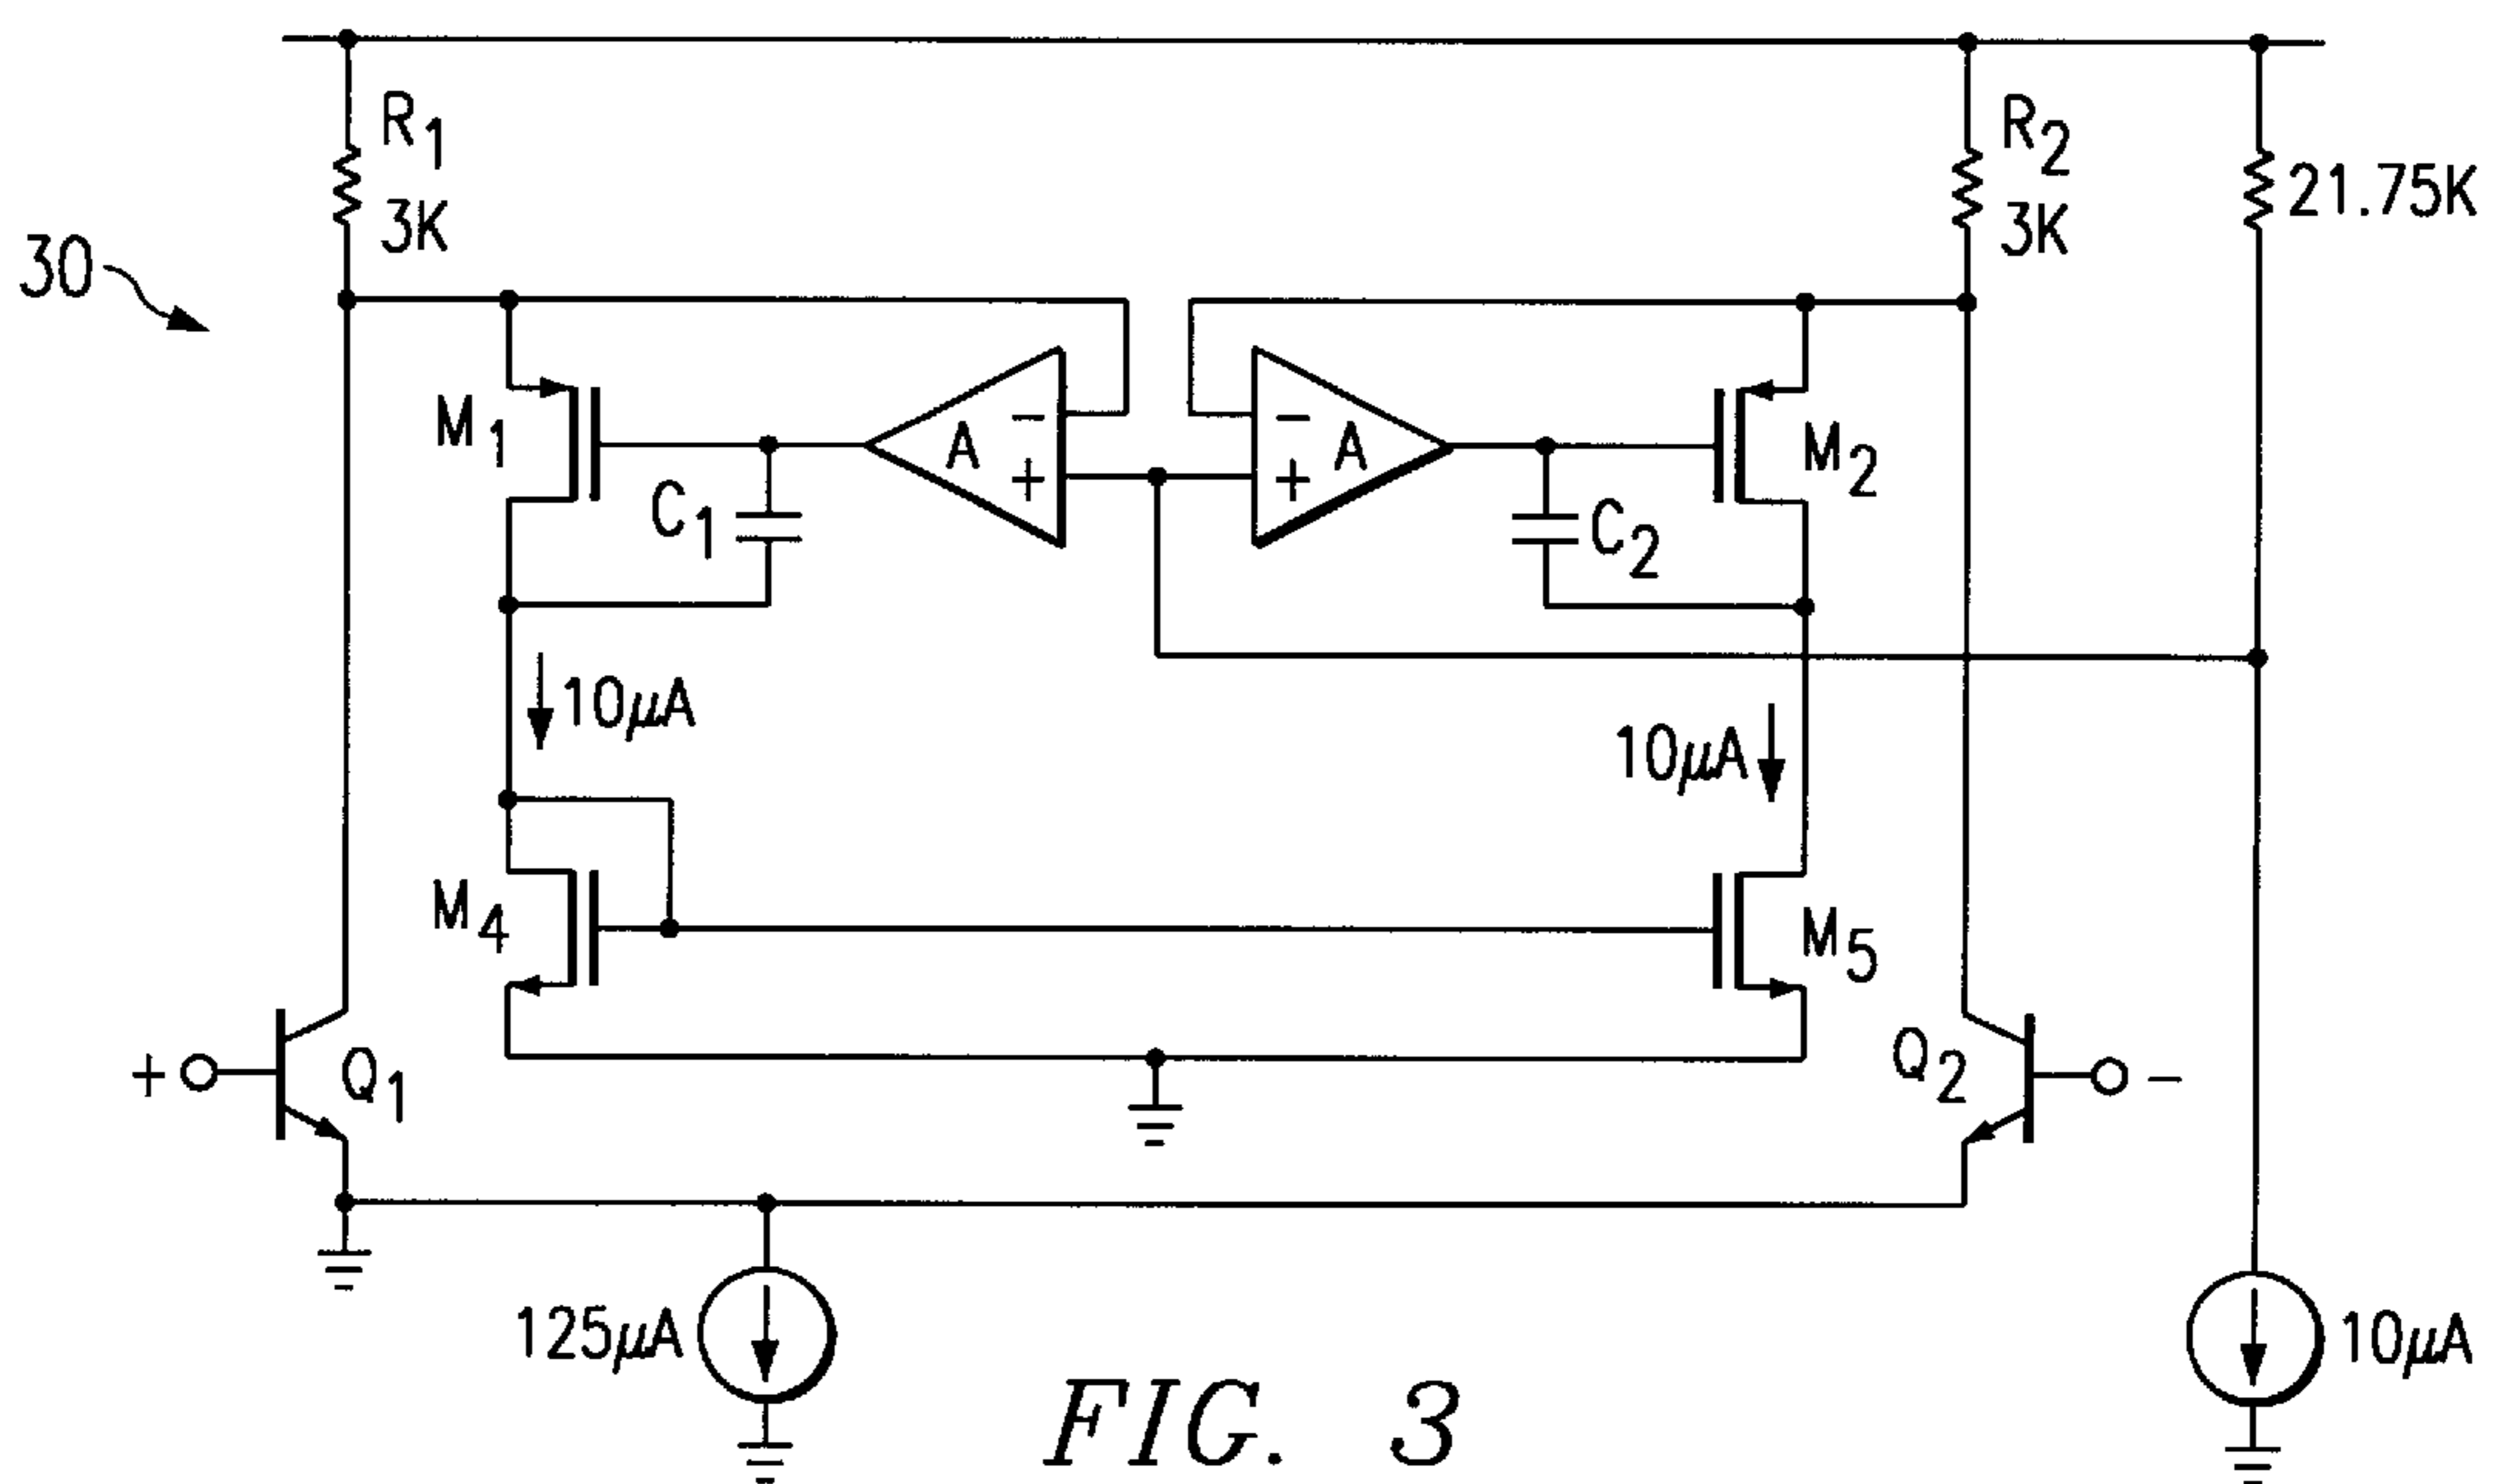 R1
3K
R2
3K
21.75K
30
M1
A
-
+
A
-
+
M2
C1
C2
10μA
10μA
M4
M5
+
Q1
Q2
-
125μA
10μA
FIG. 3